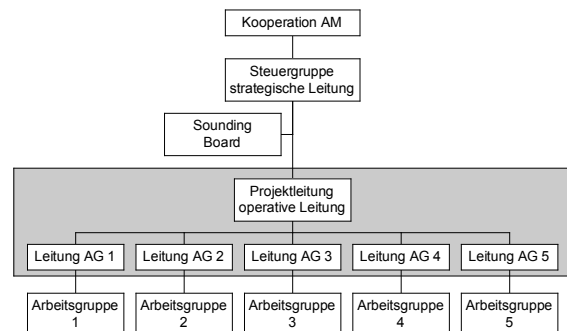 Kooperation AM
Steuergruppe
strategische Leitung
Sounding
Board
Projektleitung
operative Leitung
Leitung AG 1
Leitung AG 2
Leitung AG 3
Leitung AG 4
Leitung AG 5
Arbeitsgruppe
1
Arbeitsgruppe
2
Arbeitsgruppe
3
Arbeitsgruppe
4
Arbeitsgruppe
5